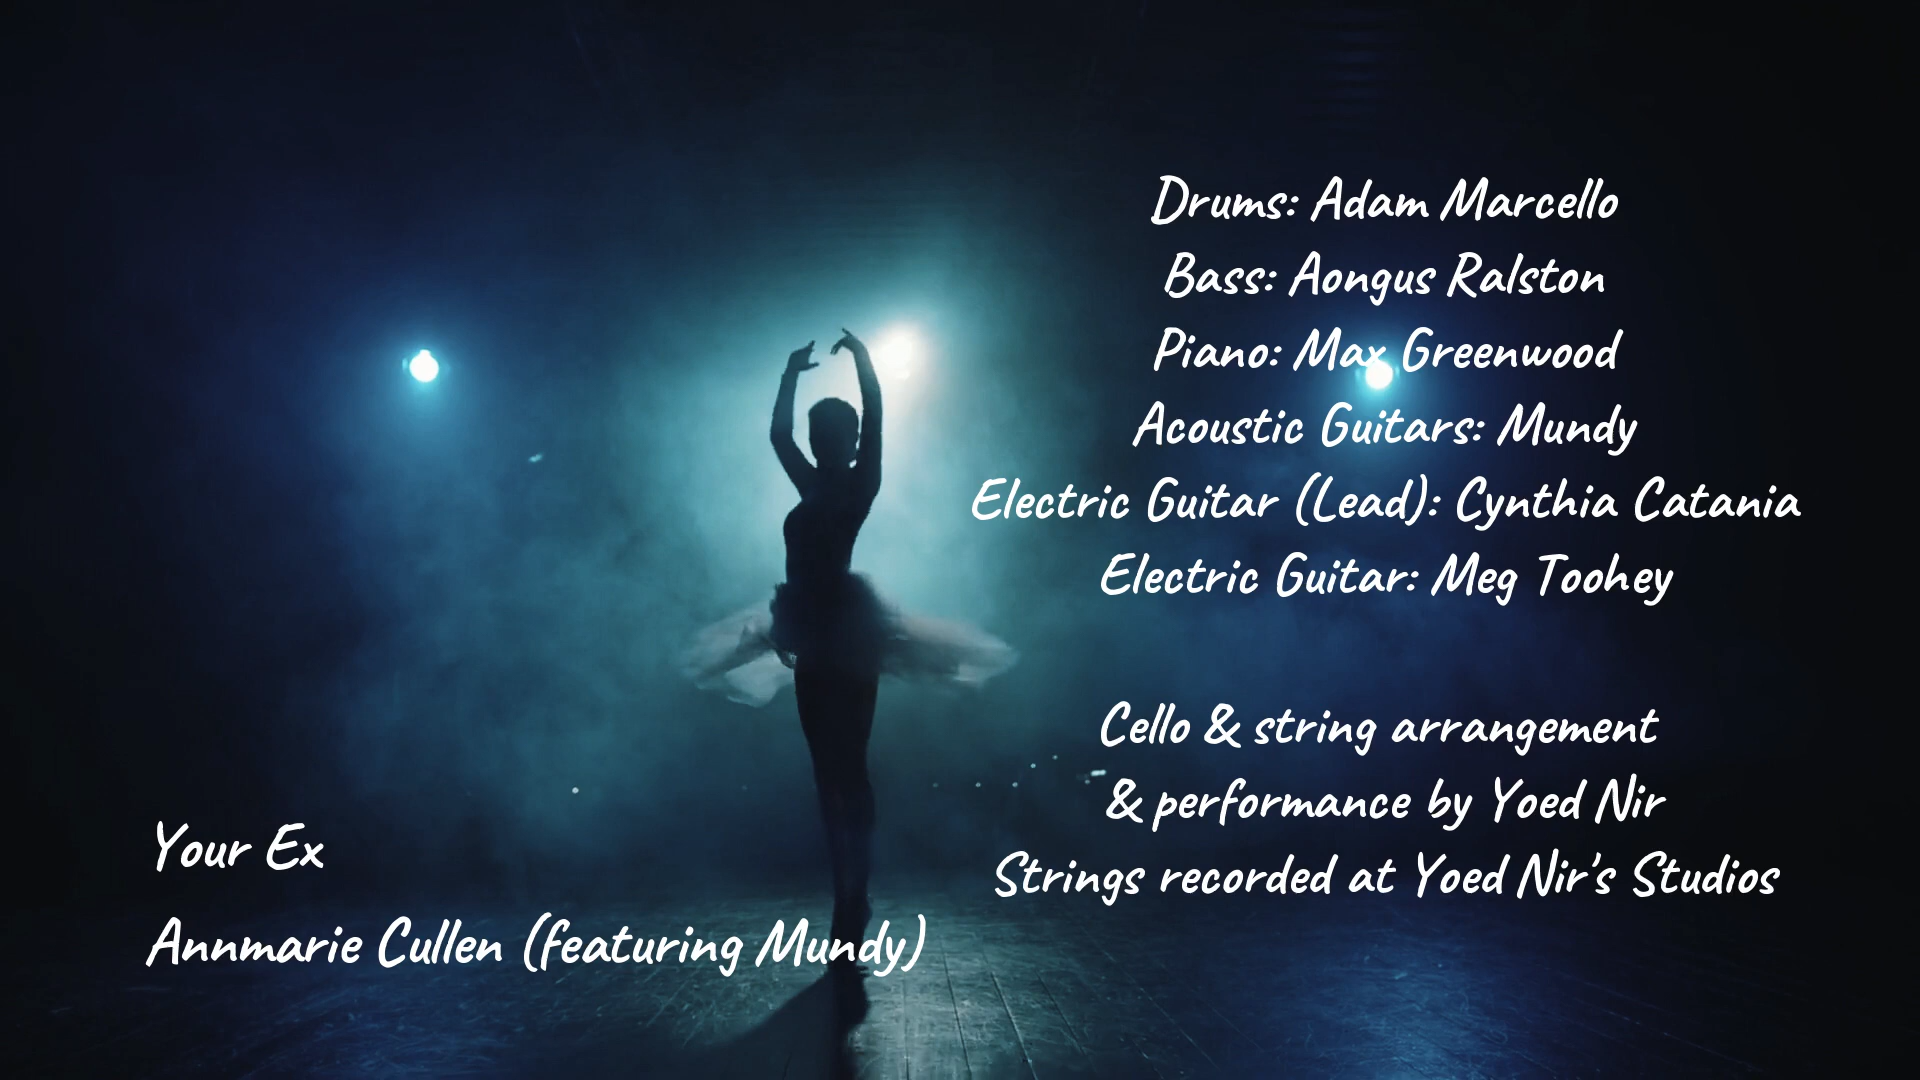 Drums: Adam Marcello
Bass: Aongus Ralston
Piano: Max Greenwood
Acoustic Guitars: Mundy
Electric Guitar (Lead): Cynthia Catania
Electric Guitar: Meg Toohey
Cello & string arrangement
& performance by Yoed Nir
Strings recorded at Yoed Nir's Studios
Your Ex
Annmarie Cullen (featuring Mundy)